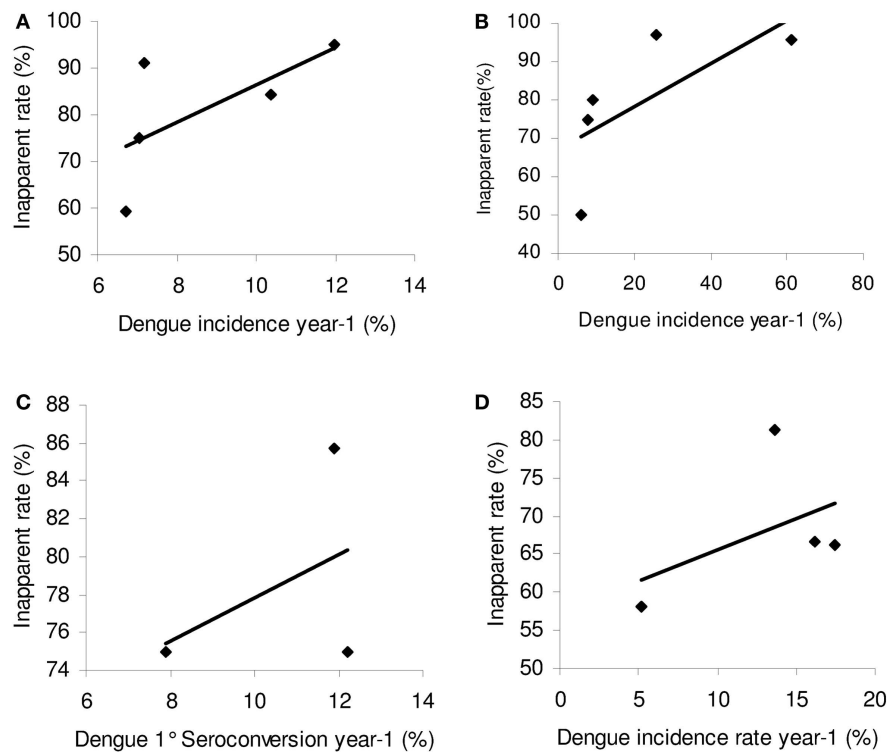 A
Inapparent rate (%)
100
90
80
70
60
50
6 8 10 12 14
Dengue incidence year-1 (%)
B
Inapparent rate(%)
100
90
80
70
60
50
40
0 20 40 60 80
Dengue incidence year-1 (%)
C
Inapparent rate (%)
88
86
84
82
80
78
76
74
6 8 10 12 14
Dengue 1° Seroconversion year-1 (%)
D
Inapparent rate (%)
85
80
75
70
65
60
55
50
0 5 10 15 20
Dengue incidence rate year-1 (%)